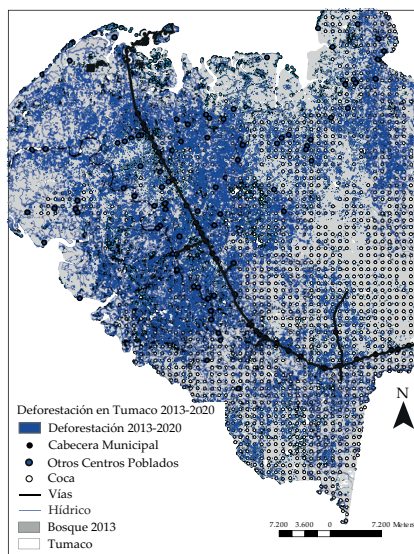 Deforestación en Tumaco 2013-2020
Deforestación 2013-2020
Cabecera Municipal
Otros Centros Poblados
Coca
Vías
Hídrico
Bosque 2013
Tumaco
N
7.200 3.600 0 7.200 Meters